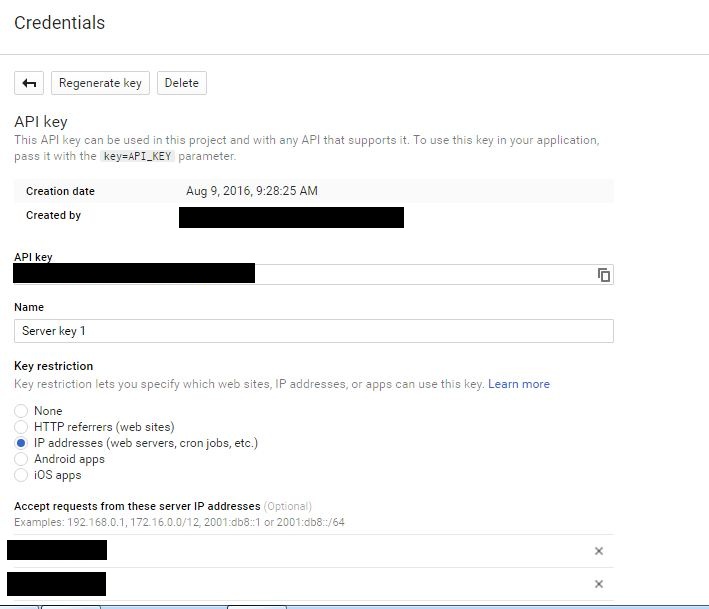 Credentials
Regenerate key
Delete
API key
This API key can be used in this project and with any API that supports it. To use this key in your application,
pass it with the key=API_KEY parameter.
Creation date Aug 9, 2016, 9:28:25 AM
Created by
API key
Name
Server key 1
Key restriction
Key restriction lets you specify which web sites, IP addresses, or apps can use this key. Learn more
None
HTTP referrers (web sites)
IP addresses (web servers, cron jobs, etc.)
Android apps
iOS apps
Accept requests from these server IP addresses (Optional)
Examples: 192.168.0.1, 172.16.0.0/12, 2001:db8::1 or 2001:db8::/64